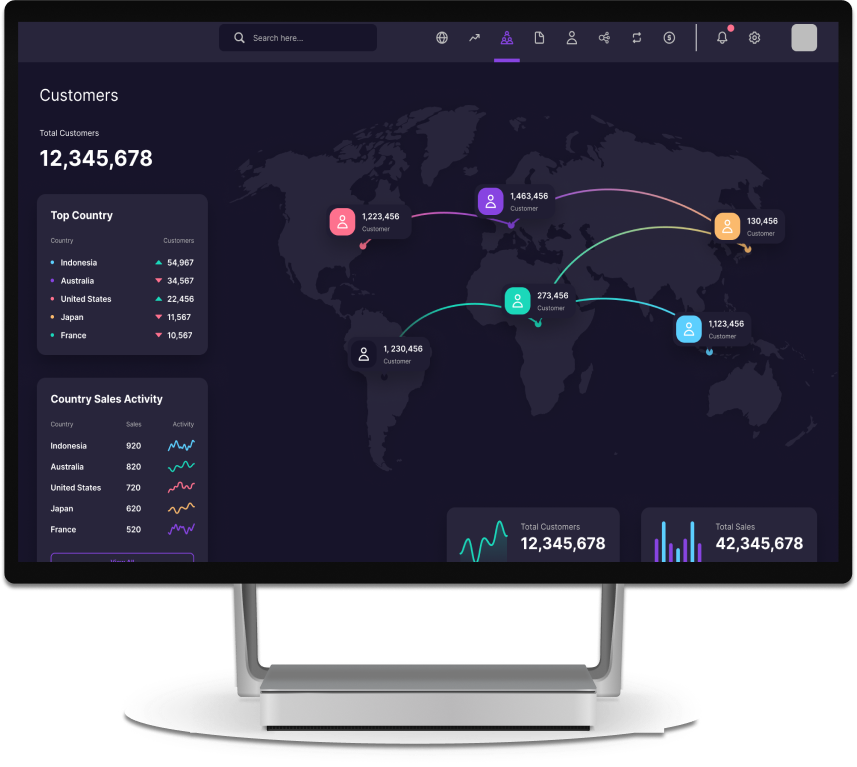 Search here...
Customers
Total Customers
12,345,678
Top Country
Country Customers
Indonesia 54,967
Australia 34,567
United States 22,456
Japan 11,567
France 10,567
Country Sales Activity
Country Sales Activity
Indonesia 920
Australia 820
United States 720
Japan 620
France 520
1,223,456
Customer
1,463,456
Customer
130,456
Customer
273,456
Customer
1,123,456
Customer
1, 230,456
Customer
Total Customers
12,345,678
Total Sales
42,345,678